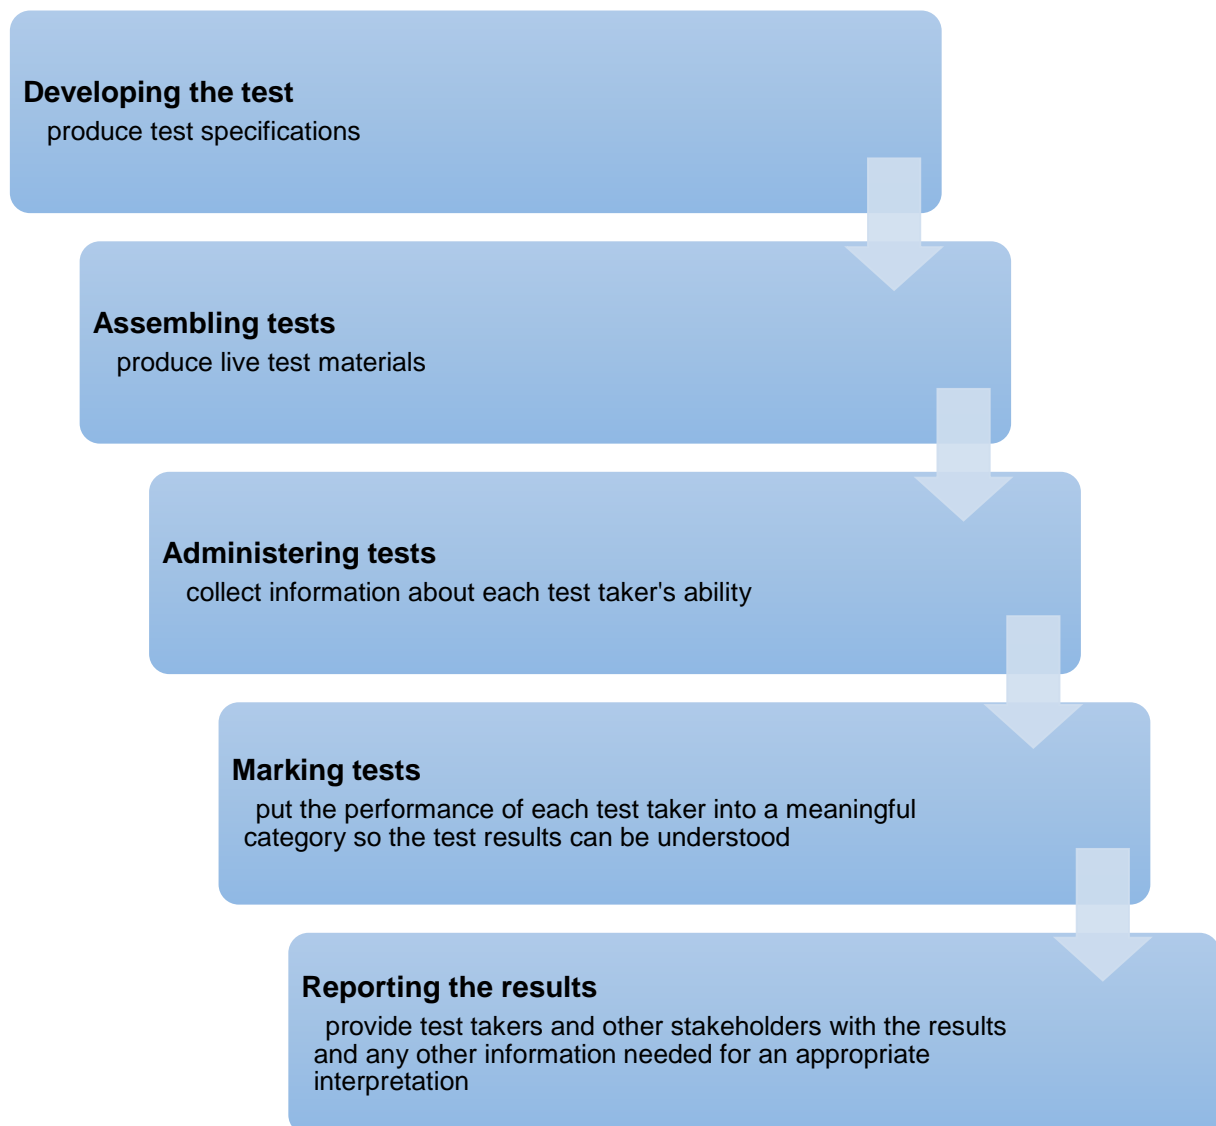 Developing the test
produce test specifications
Assembling tests
produce live test materials
Administering tests
collect information about each test taker's ability
Marking tests
put the performance of each test taker into a meaningful
category so the test results can be understood
Reporting the results
provide test takers and other stakeholders with the results
and any other information needed for an appropriate
interpretation